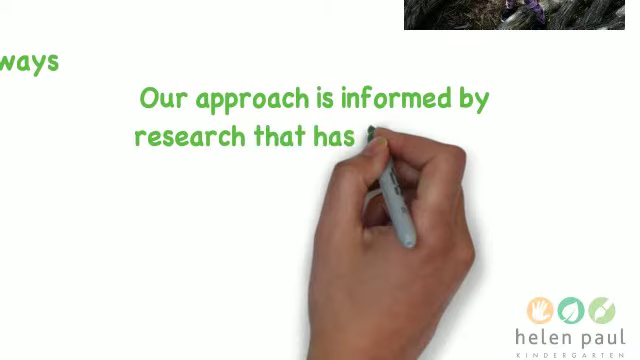 ways
Our approach is informed by
research that has
helen paul
KINDERGARTEN